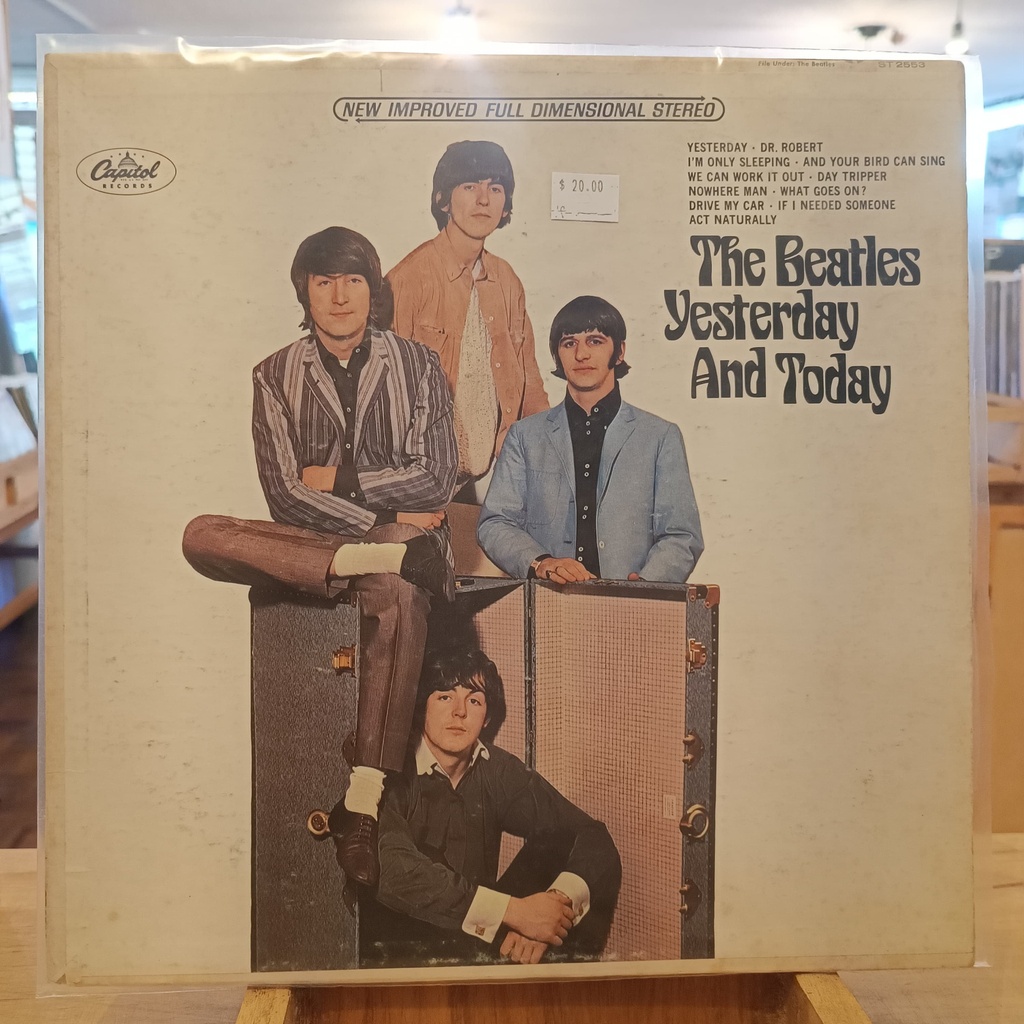 File Under: The Beatles ST 2553
NEW IMPROVED FULL DIMENSIONAL STEREO
Capitol
RECORDS
$ 20.00
YESTERDAY · DR. ROBERT
I'M ONLY SLEEPING · AND YOUR BIRD CAN SING
WE CAN WORK IT OUT · DAY TRIPPER
NOWHERE MAN · WHAT GOES ON?
DRIVE MY CAR · IF I NEEDED SOMEONE
ACT NATURALLY
The Beatles
Yesterday
And Today